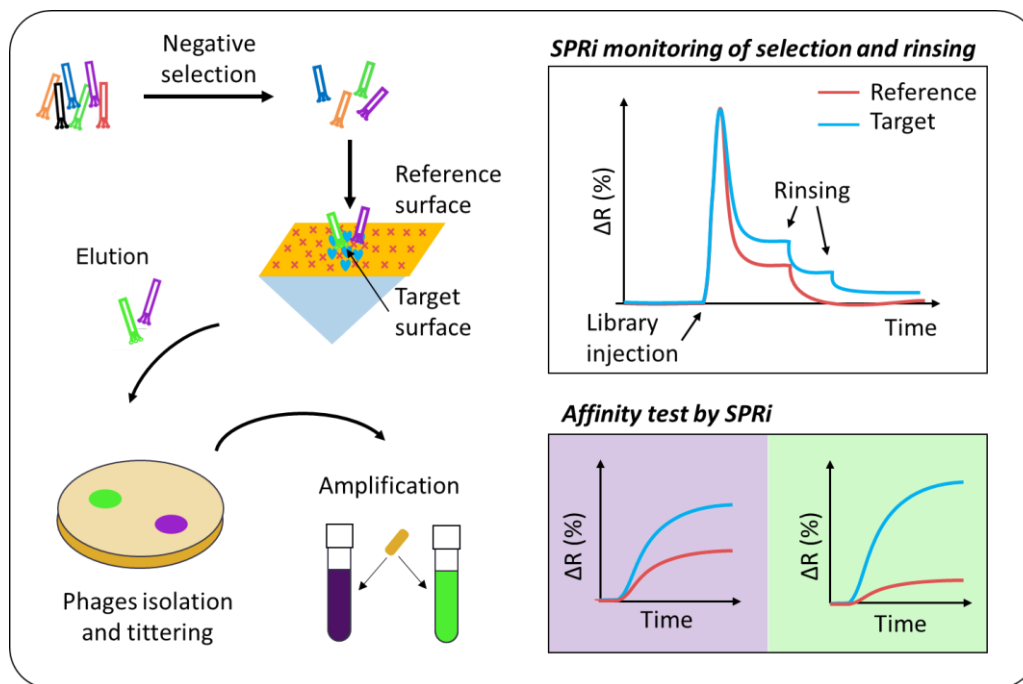 Negative
selection
Reference
surface
Target
surface
Elution
Phages isolation
and tittering
Amplification
SPRi monitoring of selection and rinsing
Reference
Target
ΔR (%)
Rinsing
Library
injection
Time
Affinity test by SPRi
ΔR (%)
Time
ΔR (%)
Time